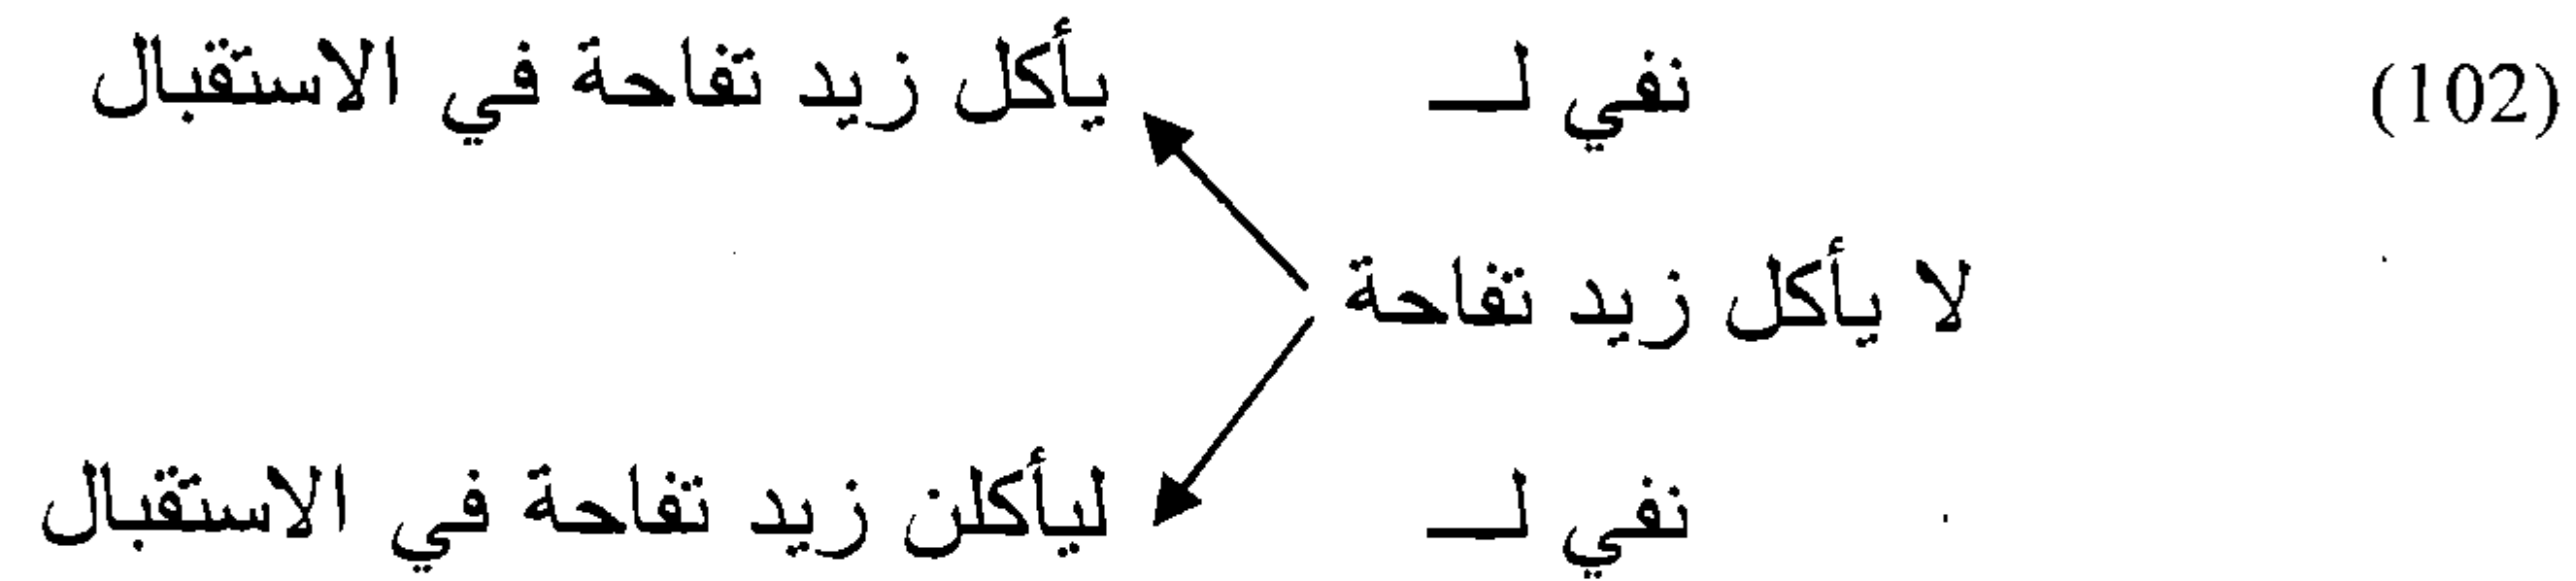 (102) نفي لـــ يأكل زيد تفاحة في الاستقبال
لا يأكل زيد تفاحة
نفي لـــ ليأكلن زيد تفاحة في الاستقبال